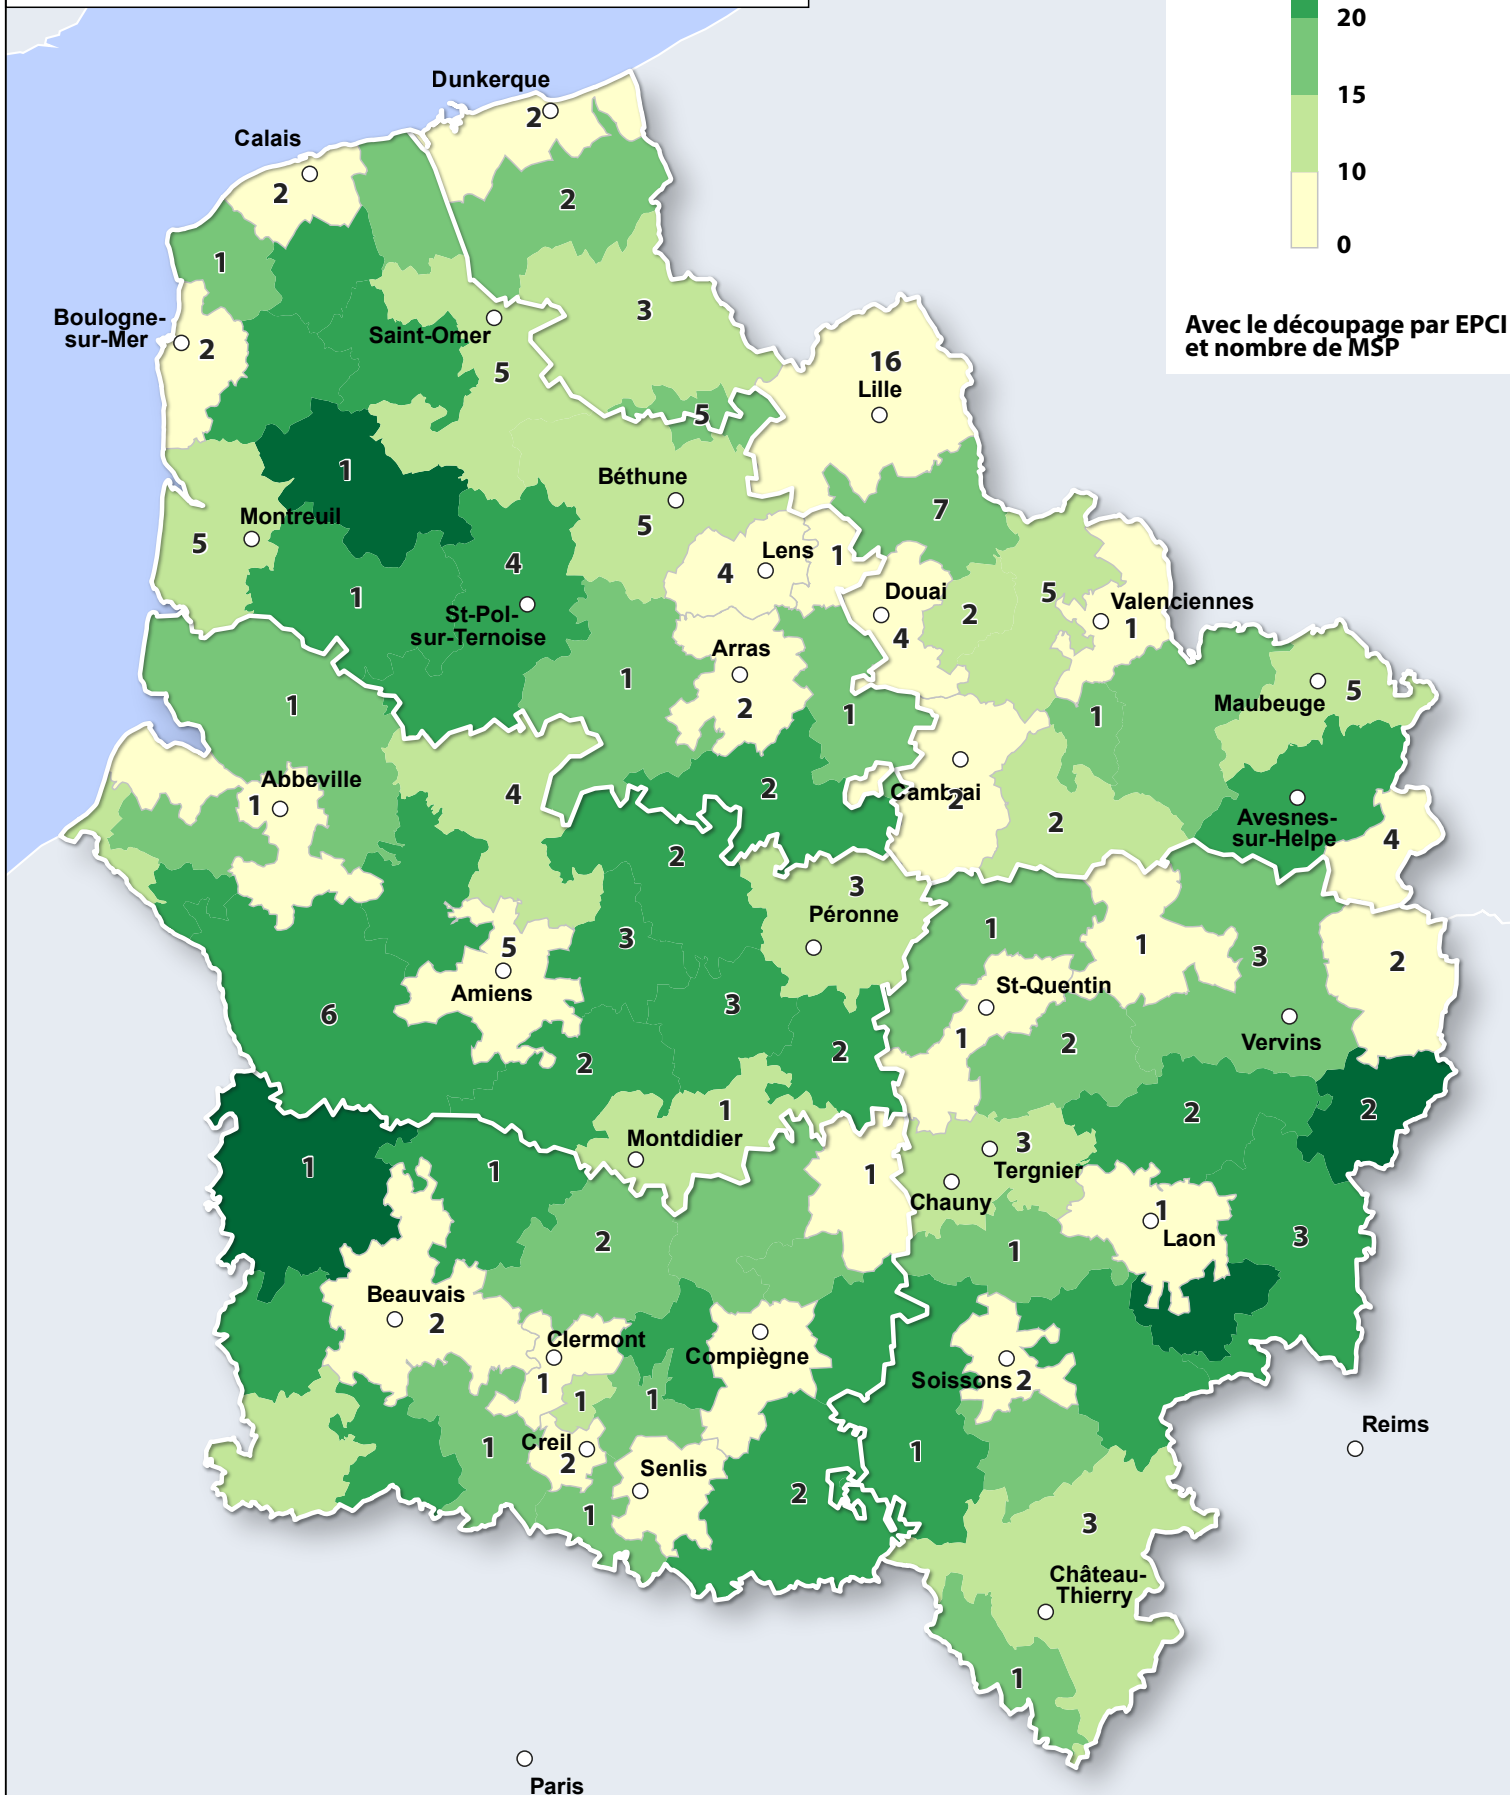 20
15
10
0
Avec le découpage par EPCI
et nombre de MSP
Dunkerque
2
Calais
2
2
1
3
Boulogne-
sur-Mer
2
Saint-Omer
5
16
Lille
5
1
Béthune
5
7
Montreuil
5
4
Lens
4
1
1
St-Pol-
sur-Ternoise
Douai
4
2
5
Valenciennes
1
Arras
2
1
1
1
1
Maubeuge
5
Abbeville
1
4
2
Cambrai
2
2
Avesnes-
sur-Helpe
4
2
3
Péronne
5
Amiens
3
1
1
3
2
6
3
St-Quentin
1
2
Vervins
2
2
1
Montdidier
2
2
1
1
1
3
Tergnier
Chauny
1
Laon
2
1
3
Beauvais
2
Clermont
1
Compiègne
Soissons
2
1
1
Reims
1
Creil
2
Senlis
1
2
1
3
Château-
Thierry
1
Paris